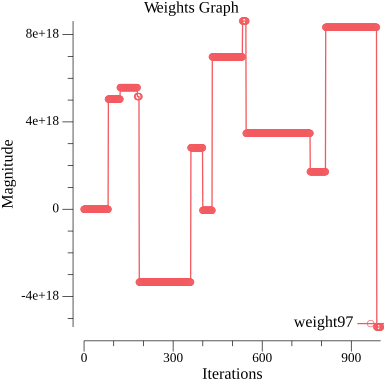 Weights Graph
8e+18
4e+18
0
-4e+18
Magnitude
weight97
0 300 600 900
Iterations